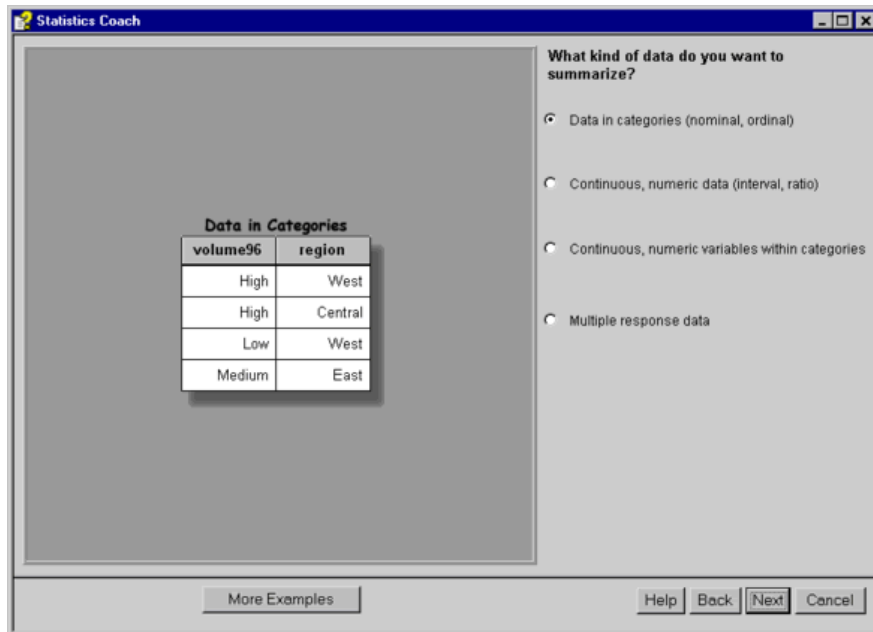 Statistics Coach
What kind of data do you want to
summarize?
Data in categories (nominal, ordinal)
Continuous, numeric data (interval, ratio)
Continuous, numeric variables within categories
Multiple response data
Data in Categories
volume96 region
High West
High Central
Low West
Medium East
More Examples
Help Back Next Cancel